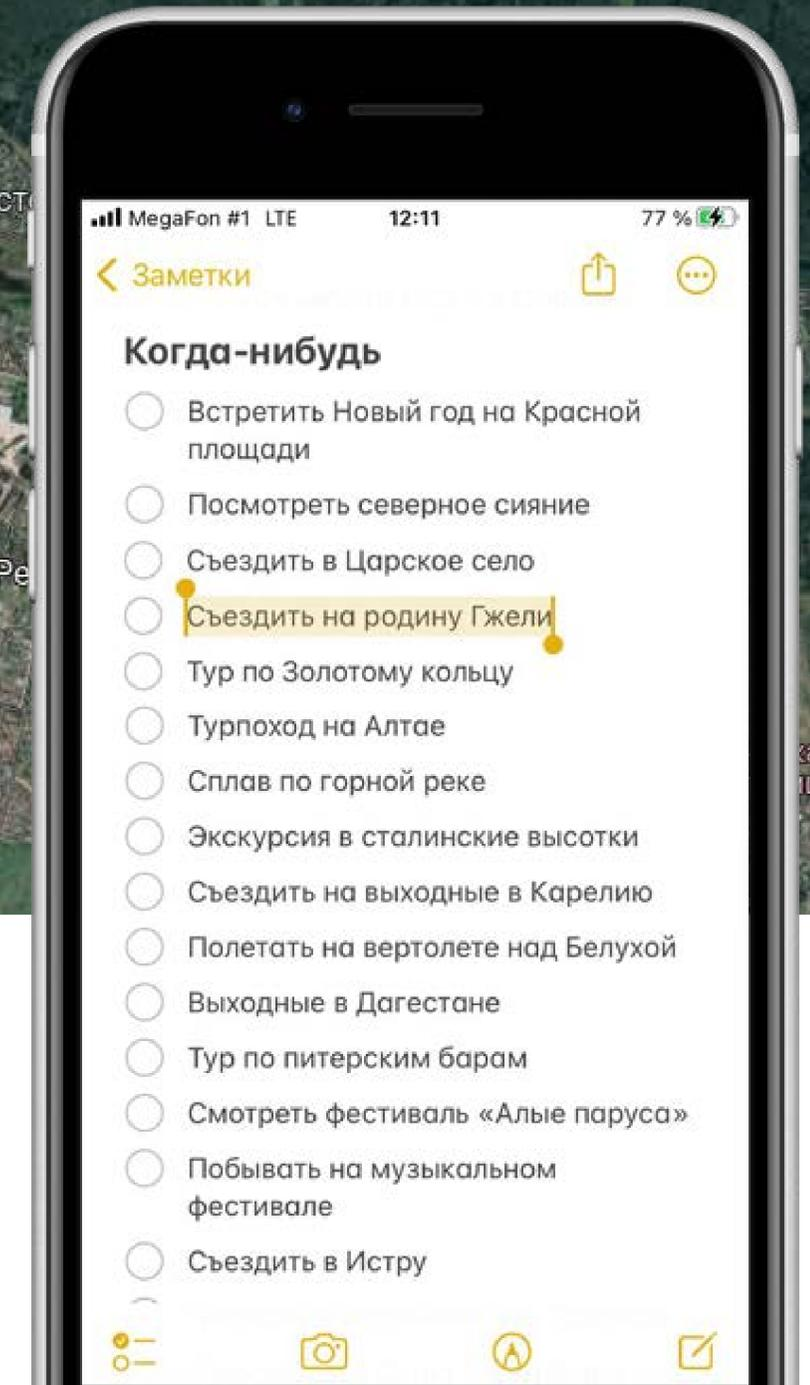 MegaFon #1 LTE 12:11 77 %
Заметки
Когда-нибудь
Встретить Новый год на Красной
площади
Посмотреть северное сияние
Съездить в Царское село
Съездить на родину Гжели
Тур по Золотому кольцу
Турпоход на Алтае
Сплав по горной реке
Экскурсия в сталинские высотки
Съездить на выходные в Карелию
Полетать на вертолете над Белухой
Выходные в Дагестане
Тур по питерским барам
Смотреть фестиваль «Алые паруса»
Побывать на музыкальном
фестивале
Съездить в Истру